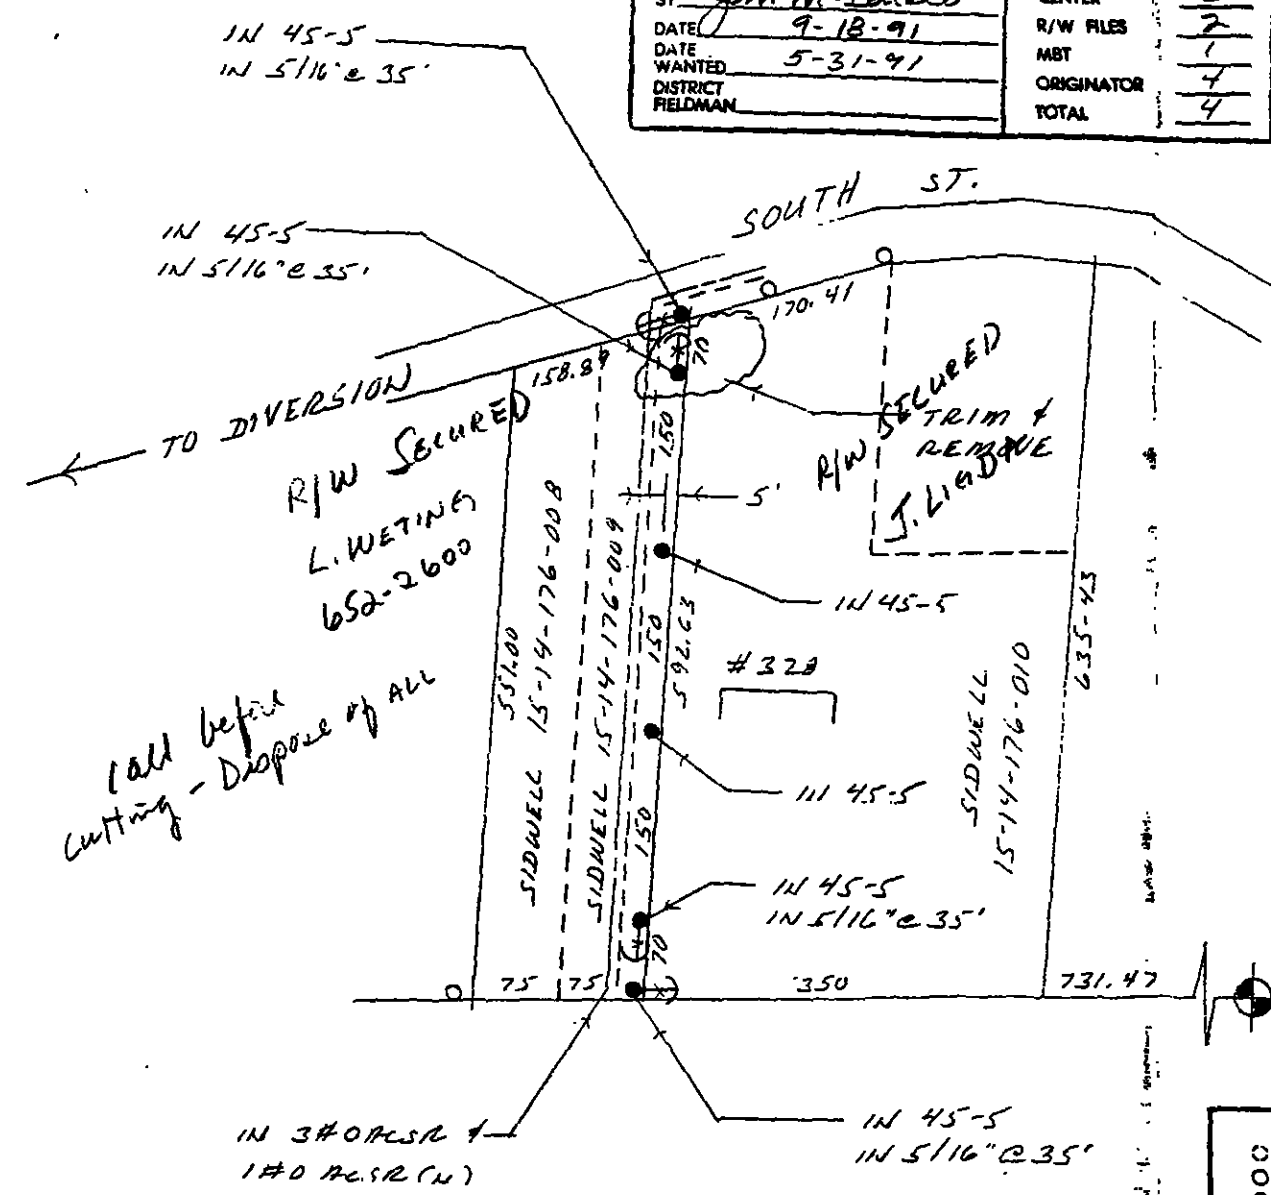 DATE 9-18-91
DATE WANTED 5-31-91
DISTRICT FIELDMAN
R/W FILES 2
MBT 1
ORIGINATOR
TOTAL 4
IN 45-5
IN 5/16" @ 35'
IN 45-5
IN 5/16" @ 35'
SOUTH ST.
170.41
158.89
70
TO DIVERSION
R/W SECURED
L. WETING
652-2600
R/W SECURED
TRIM &
REMOVE
150
5'
IN 45-5
150
592.63
#328
551.00
SIDWELL 15-14-176-008
SIDWELL 15-14-176-009
SIDWELL
15-14-176-010
635-43
Call before
cutting - Dispose of ALL
IN 45-5
150
IN 45-5
IN 5/16" @ 35'
70
75
75
350
731.47
IN 3#0 ACSR &
1#0 ACSR (N)
IN 45-5
IN 5/16" @ 35'